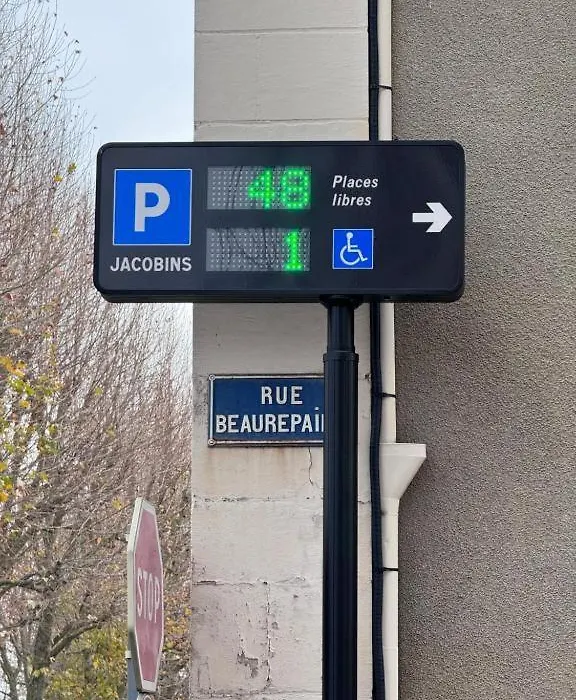 P
JACOBINS
48
Places
libres
1
RUE
BEAUREPAI
STOP